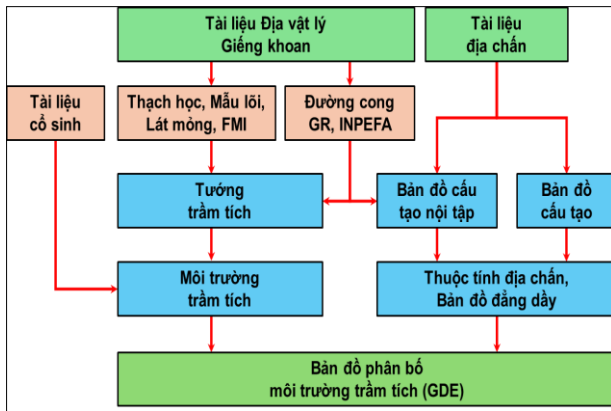 Tài liệu Địa vật lý
Giếng khoan
Tài liệu
địa chấn
Tài liệu
cổ sinh
Thạch học, Mẫu lõi,
Lát mỏng, FMI
Đường cong
GR, INPEFA
Tướng
trầm tích
Bản đồ cấu
tạo nội tập
Bản đồ
cấu tạo
Môi trường
trầm tích
Thuộc tính địa chấn,
Bản đồ đẳng dầy
Bản đồ phân bố
môi trường trầm tích (GDE)